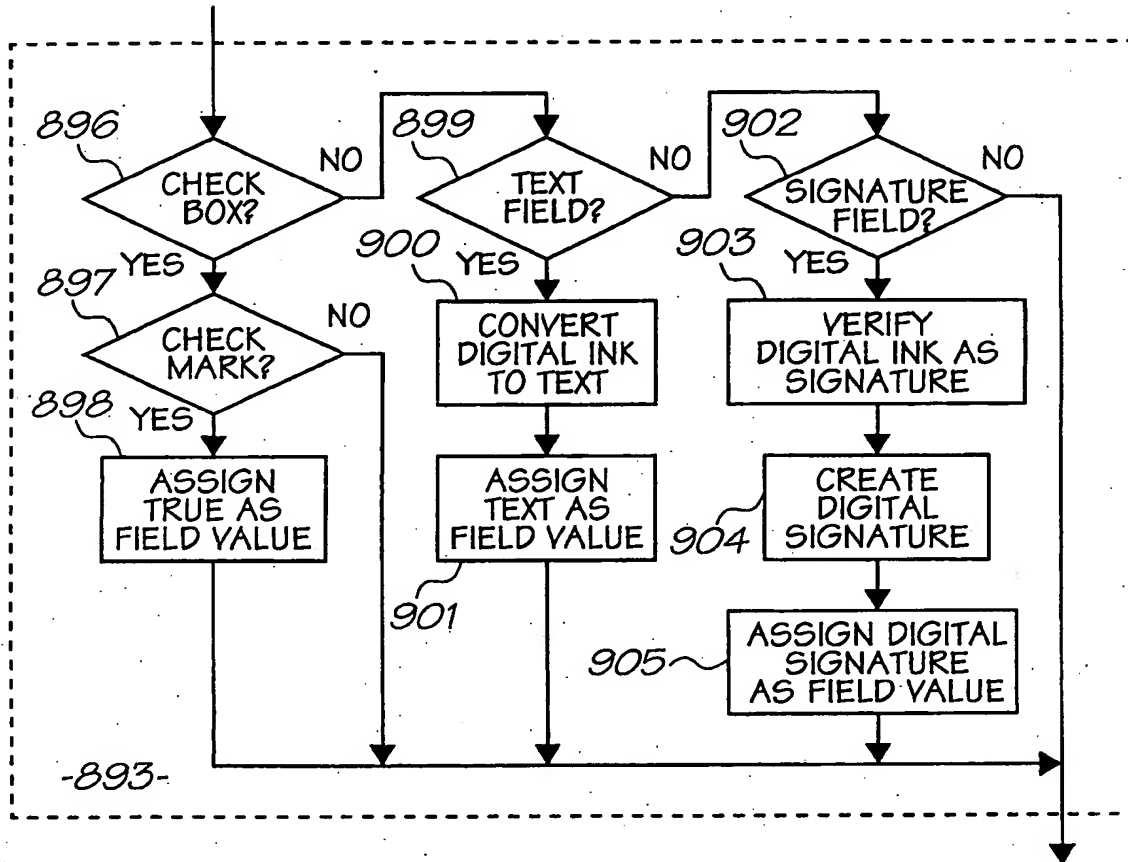 896
CHECK
BOX?
NO
YES
897
CHECK
MARK?
NO
YES
898
ASSIGN
TRUE AS
FIELD VALUE
899
TEXT
FIELD?
NO
YES
900
CONVERT
DIGITAL INK
TO TEXT
ASSIGN
TEXT AS
FIELD VALUE
901
902
SIGNATURE
FIELD?
NO
YES
903
VERIFY
DIGITAL INK AS
SIGNATURE
CREATE
DIGITAL
SIGNATURE
904
ASSIGN DIGITAL
SIGNATURE
AS FIELD VALUE
905
-893-